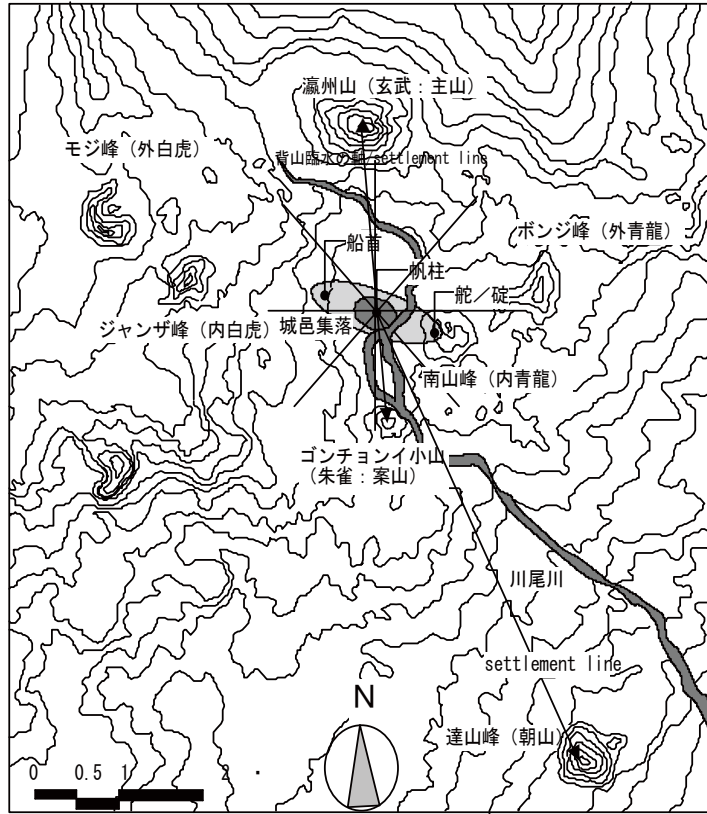 瀛州山（玄武：主山）
モジ峰（外白虎）
背山臨水の軸/settlement line
ボンジ峰（外青龍）
船首
帆柱
舵／碇
ジャンザ峰（内白虎）
城邑集落
南山峰（内青龍）
ゴンチョンイ小山
（朱雀：案山）
川尾川
settlement line
N
達山峰（朝山）
0 0.5 1 2